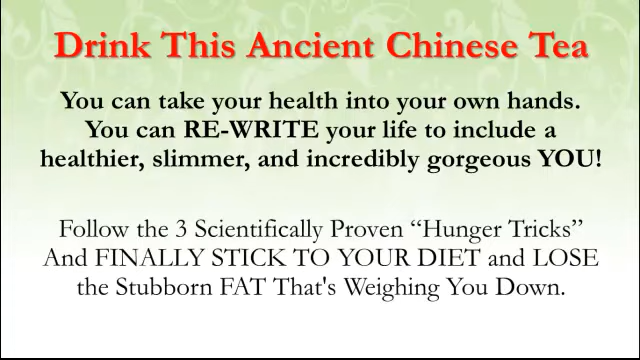 Drink This Ancient Chinese Tea
You can take your health into your own hands.
You can RE-WRITE your life to include a
healthier, slimmer, and incredibly gorgeous YOU!
Follow the 3 Scientifically Proven “Hunger Tricks”
And FINALLY STICK TO YOUR DIET and LOSE
the Stubborn FAT That's Weighing You Down.